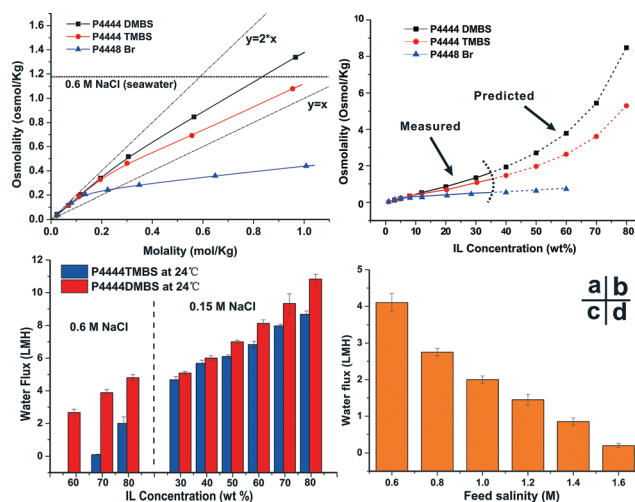 P4444 DMBS
P4444 TMBS
P4448 Br
y=2*x
0.6 M NaCl (seawater)
y=x
Osmolality (osmol/Kg)
1.6
1.4
1.2
1.0
0.8
0.6
0.4
0.2
0.0
0.0 0.2 0.4 0.6 0.8 1.0
Molality (mol/Kg)
P4444 DMBS
P4444 TMBS
P4448 Br
Predicted
Measured
Osmolality (Osmol/Kg)
10
8
6
4
2
0
0 10 20 30 40 50 60 70 80
IL Concentration (wt%)
P4444TMBS at 24℃
P4444DMBS at 24℃
0.6 M NaCl
0.15 M NaCl
Water Flux (LMH)
12
10
8
6
4
2
0
60 70 80 30 40 50 60 70 80
IL Concentration (wt %)
a b
c d
Water flux (LMH)
5
4
3
2
1
0
0.6 0.8 1.0 1.2 1.4 1.6
Feed salinity (M)